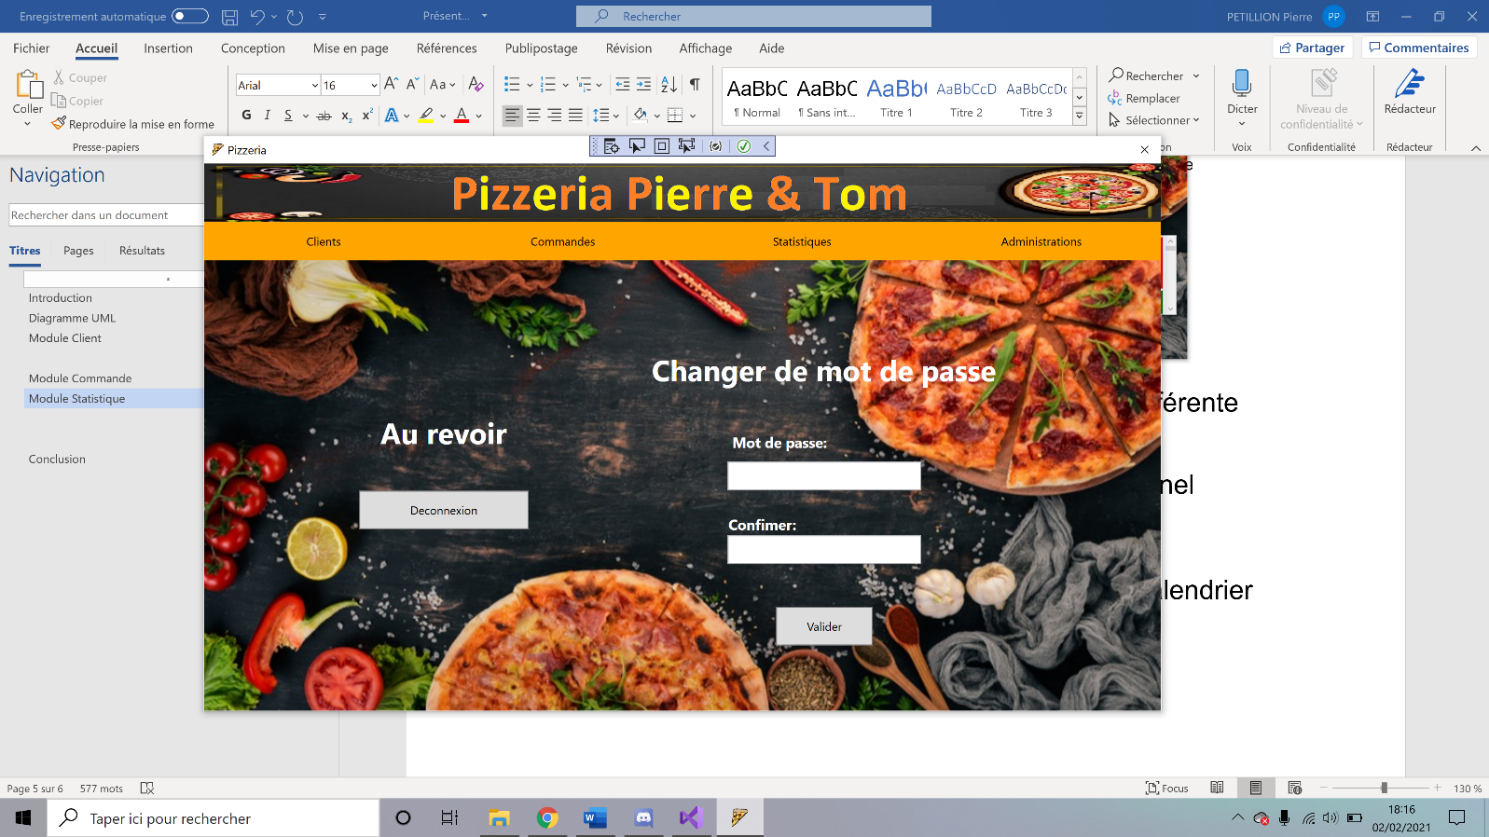 Enregistrement automatique
Présent...
Rechercher
PETILLION Pierre
PP
Fichier
Accueil
Insertion
Conception
Mise en page
Références
Publipostage
Révision
Affichage
Aide
Partager
Commentaires
Coller
Couper
Copier
Reproduire la mise en forme
Presse-papiers
Arial
16
Aa
G I S ab x₂ x² A A
AaBbC
¶ Normal
AaBbC
¶ Sans int...
AaBb
Titre 1
AaBbCcD
Titre 2
AaBbCcD
Titre 3
Rechercher
Remplacer
Sélectionner
Dicter
Voix
Niveau de
confidentialité
Confidentialité
Rédacteur
Rédacteur
Navigation
Rechercher dans un document
Titres
Pages
Résultats
Introduction
Diagramme UML
Module Client
Module Commande
Module Statistique
Conclusion
Pizzeria
Pizzeria Pierre & Tom
Clients
Commandes
Statistiques
Administrations
Au revoir
Deconnexion
Changer de mot de passe
Mot de passe:
Confimer:
Valider
férente
nel
lendrier
Page 5 sur 6
577 mots
Focus
130 %
Taper ici pour rechercher
18:16
02/02/2021